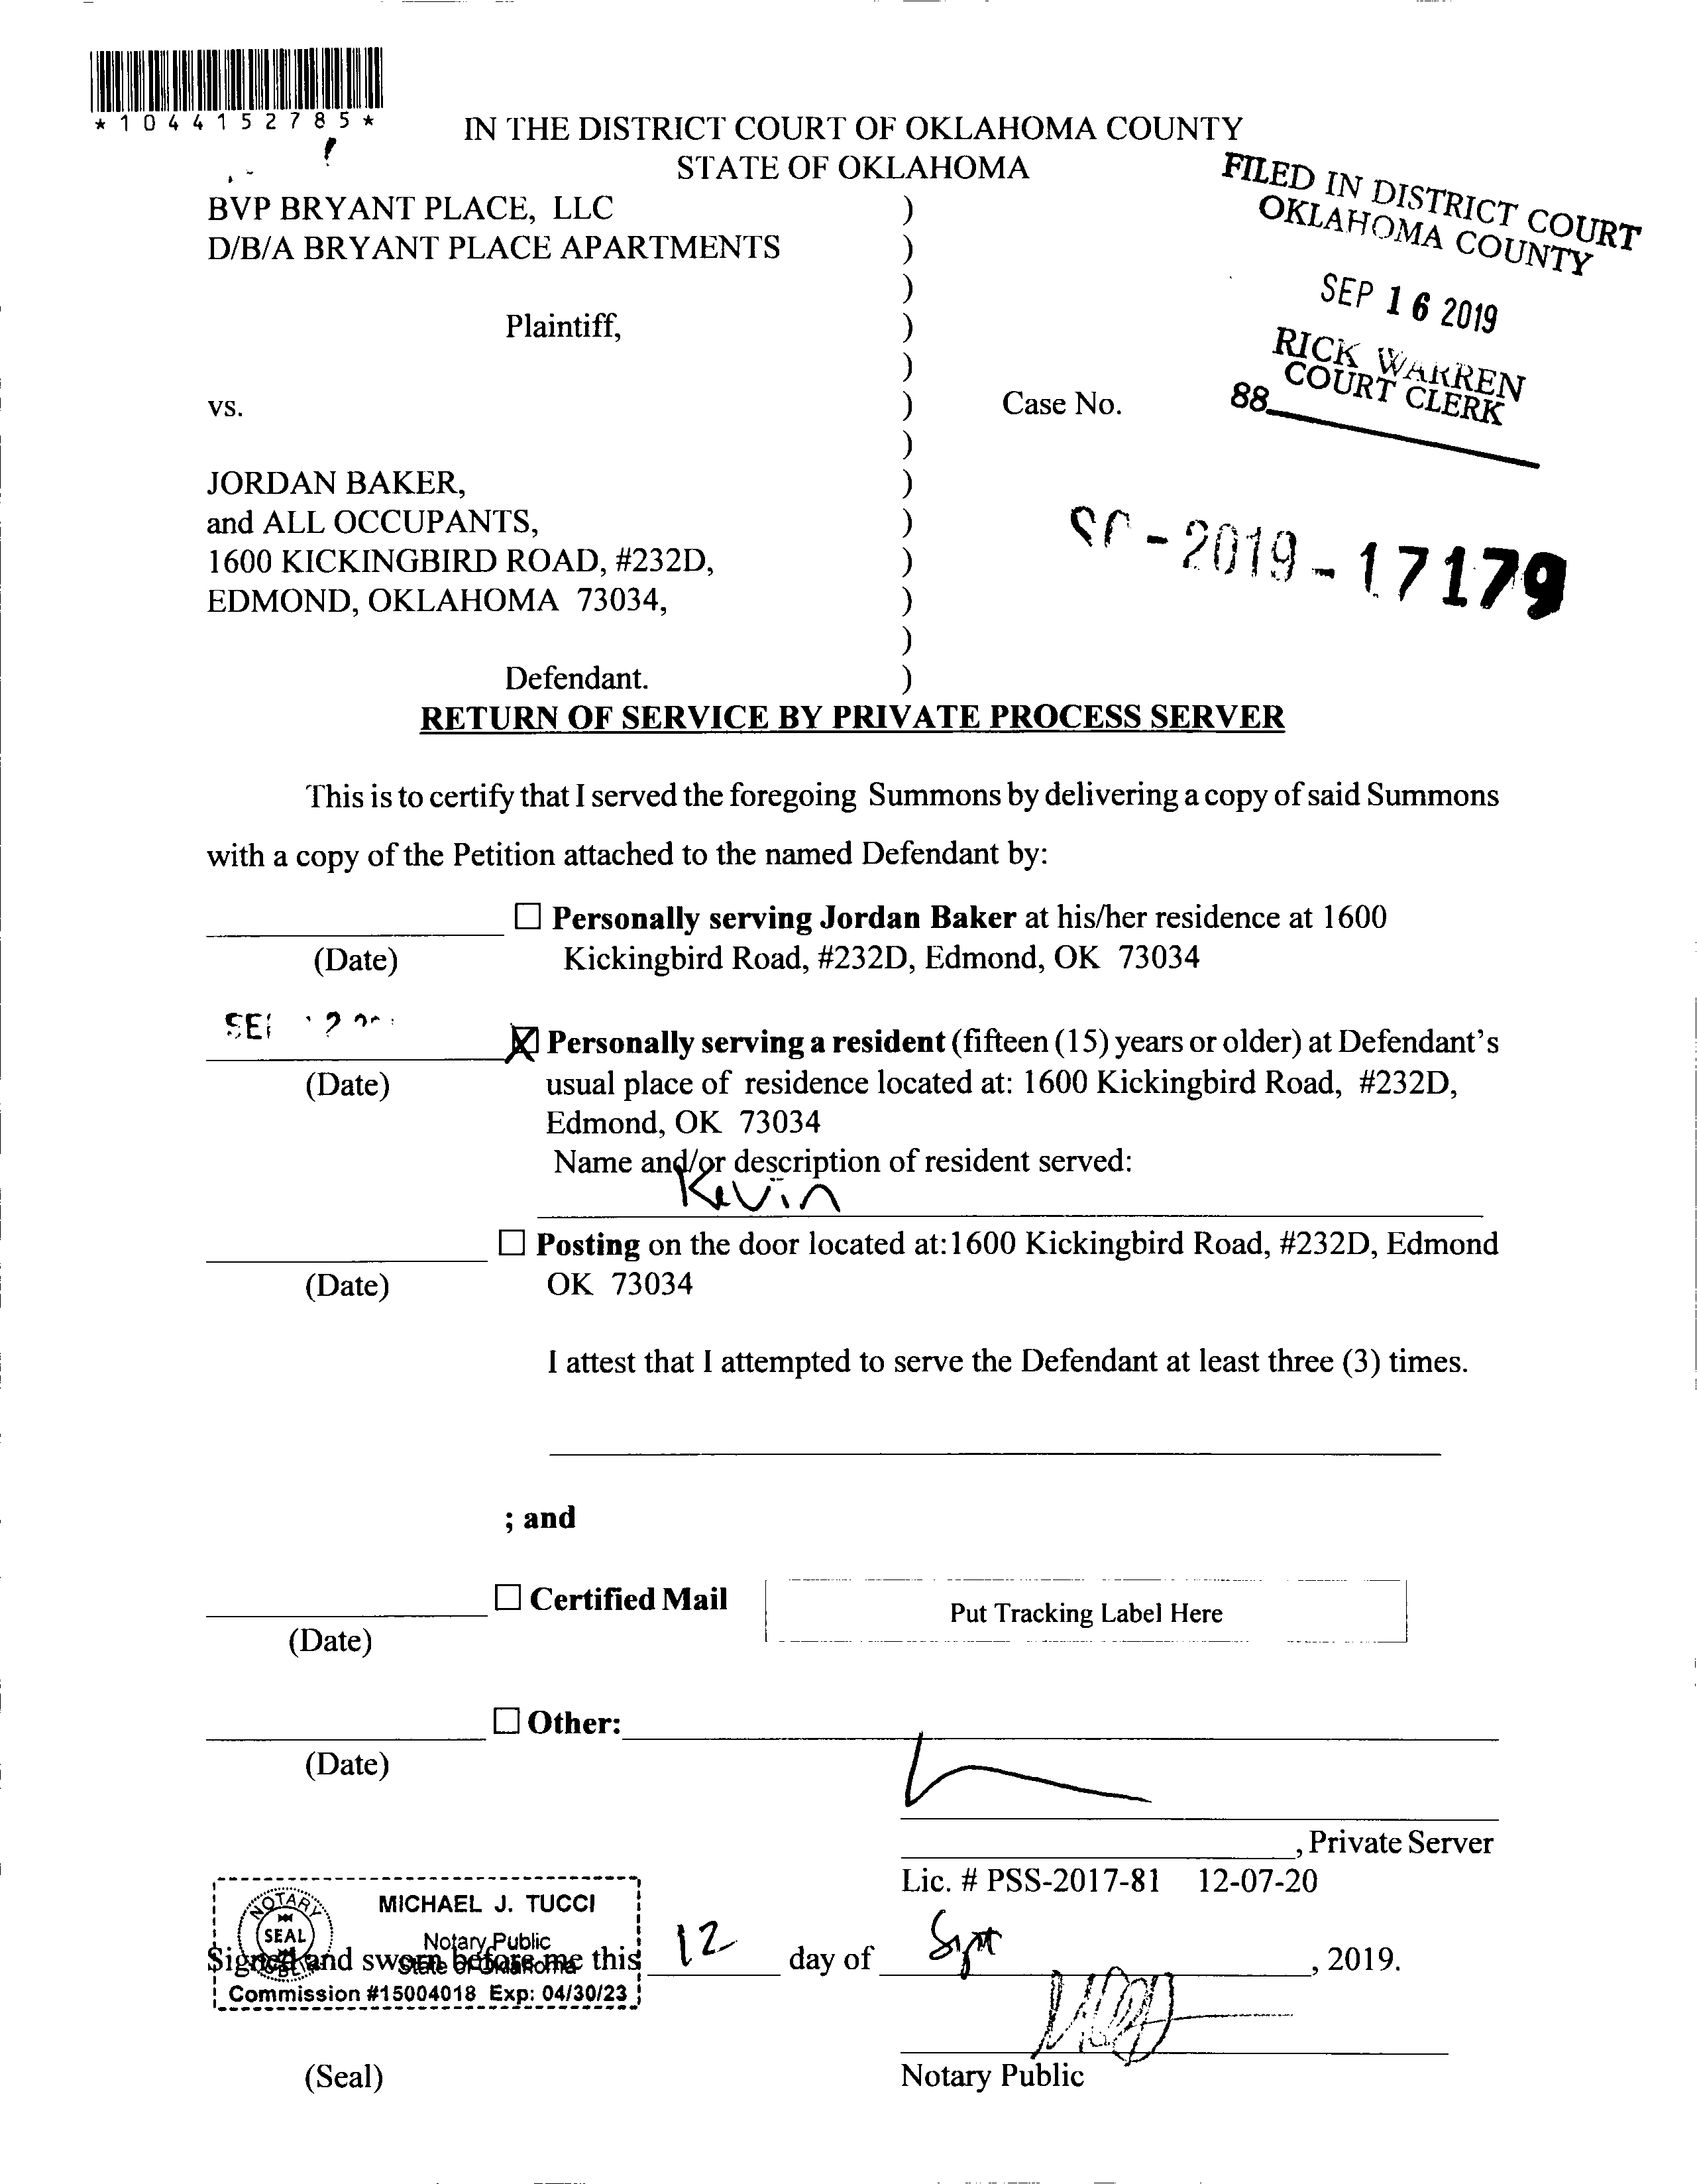 *1044152785*
IN THE DISTRICT COURT OF OKLAHOMA COUNTY
STATE OF OKLAHOMA
FILED IN DISTRICT COURT
OKLAHOMA COUNTY
SEP 16 2019
RICK WARREN
COURT CLERK
88
BVP BRYANT PLACE, LLC )
D/B/A BRYANT PLACE APARTMENTS )
)
Plaintiff, )
)
vs. ) Case No.
)
JORDAN BAKER, )
and ALL OCCUPANTS, ) SC-2019-17179
1600 KICKINGBIRD ROAD, #232D, )
EDMOND, OKLAHOMA 73034, )
)
Defendant. )
RETURN OF SERVICE BY PRIVATE PROCESS SERVER
This is to certify that I served the foregoing Summons by delivering a copy of said Summons
with a copy of the Petition attached to the named Defendant by:
☐ Personally serving Jordan Baker at his/her residence at 1600
(Date) Kickingbird Road, #232D, Edmond, OK 73034
☒ Personally serving a resident (fifteen (15) years or older) at Defendant's
(Date) usual place of residence located at: 1600 Kickingbird Road, #232D,
Edmond, OK 73034
Name and/or description of resident served:
Kevin
☐ Posting on the door located at:1600 Kickingbird Road, #232D, Edmond
(Date) OK 73034
I attest that I attempted to serve the Defendant at least three (3) times.
; and
☐ Certified Mail Put Tracking Label Here
(Date)
☐ Other:
(Date)
, Private Server
Lic. # PSS-2017-81 12-07-20
NOTARY
SEAL
MICHAEL J. TUCCI
Notary Public
State of Oklahoma
Commission #15004018 Exp: 04/30/23
Signed and sworn before me this 12 day of Sept, 2019.
(Seal) Notary Public